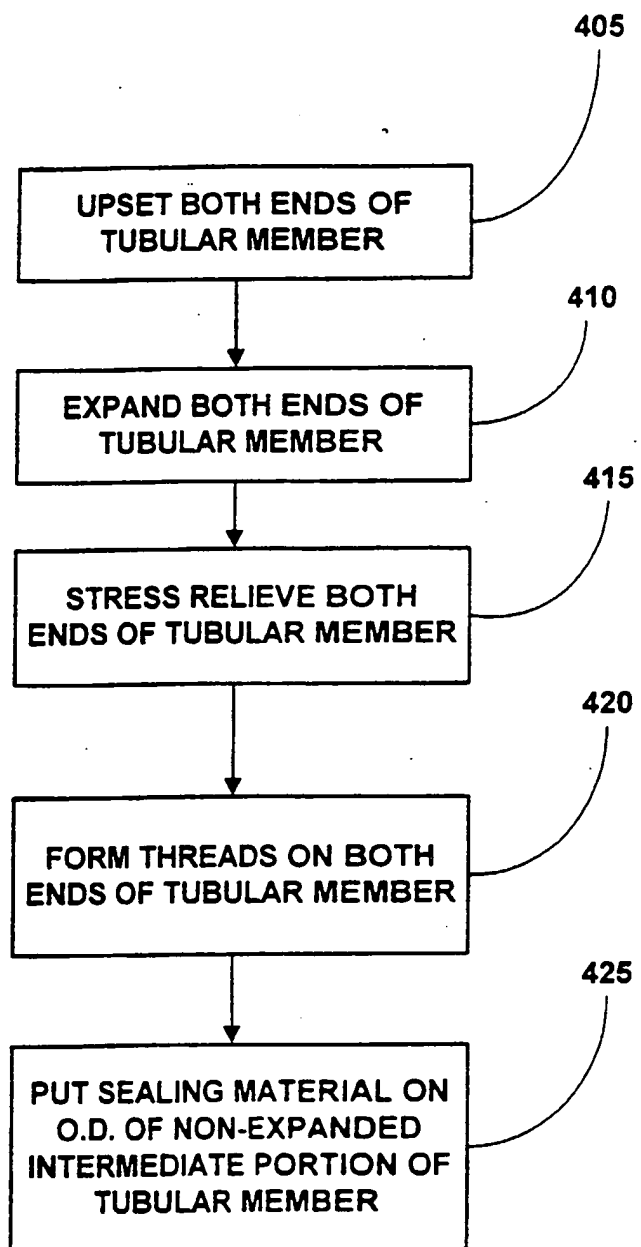 405
UPSET BOTH ENDS OF
TUBULAR MEMBER
410
EXPAND BOTH ENDS OF
TUBULAR MEMBER
415
STRESS RELIEVE BOTH
ENDS OF TUBULAR MEMBER
420
FORM THREADS ON BOTH
ENDS OF TUBULAR MEMBER
425
PUT SEALING MATERIAL ON
O.D. OF NON-EXPANDED
INTERMEDIATE PORTION OF
TUBULAR MEMBER